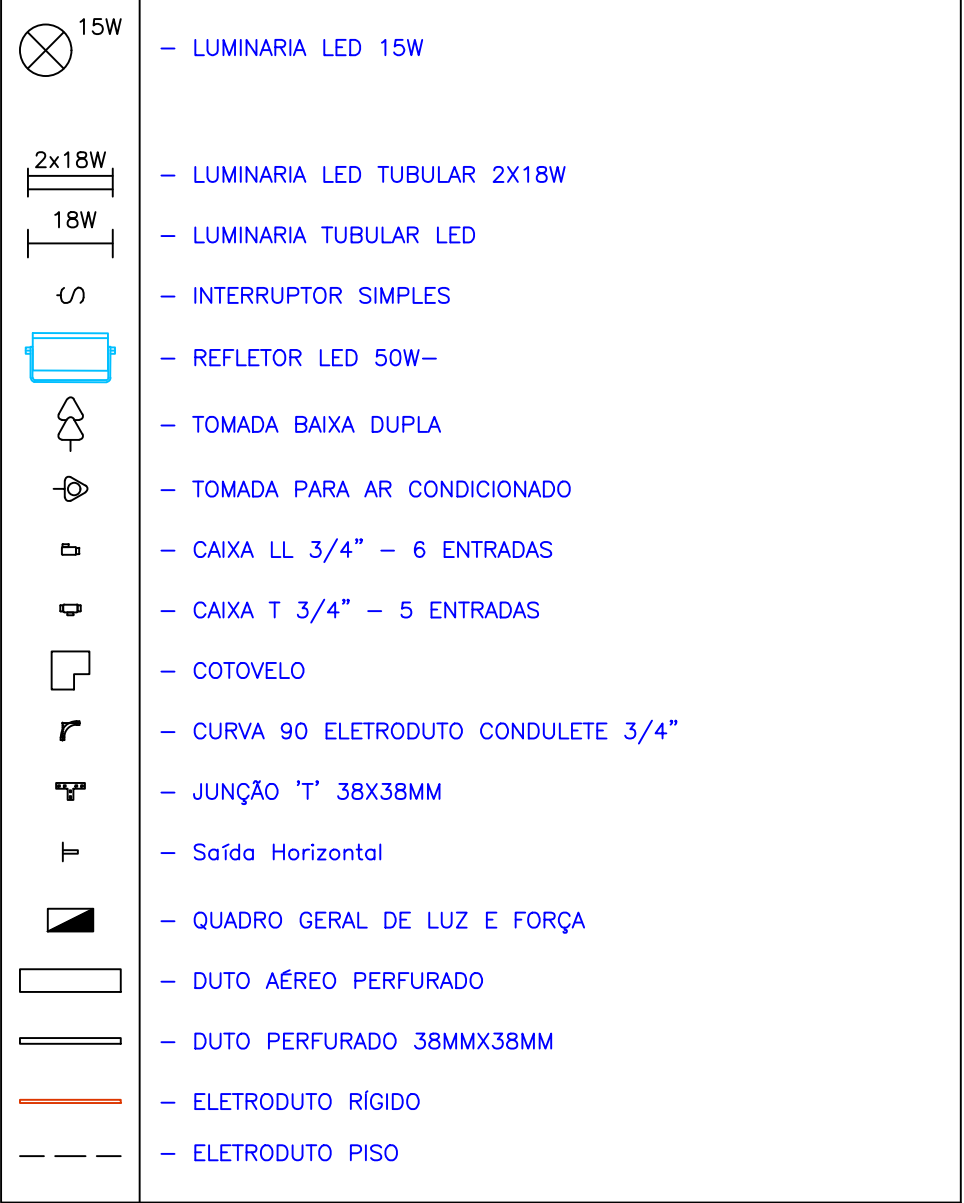 15W
– LUMINARIA LED 15W
2x18W
– LUMINARIA LED TUBULAR 2X18W
18W
– LUMINARIA TUBULAR LED
– INTERRUPTOR SIMPLES
– REFLETOR LED 50W–
– TOMADA BAIXA DUPLA
– TOMADA PARA AR CONDICIONADO
– CAIXA LL 3/4” – 6 ENTRADAS
– CAIXA T 3/4” – 5 ENTRADAS
– COTOVELO
– CURVA 90 ELETRODUTO CONDULETE 3/4”
– JUNÇÃO 'T' 38X38MM
– Saída Horizontal
– QUADRO GERAL DE LUZ E FORÇA
– DUTO AÉREO PERFURADO
– DUTO PERFURADO 38MMX38MM
– ELETRODUTO RÍGIDO
– ELETRODUTO PISO